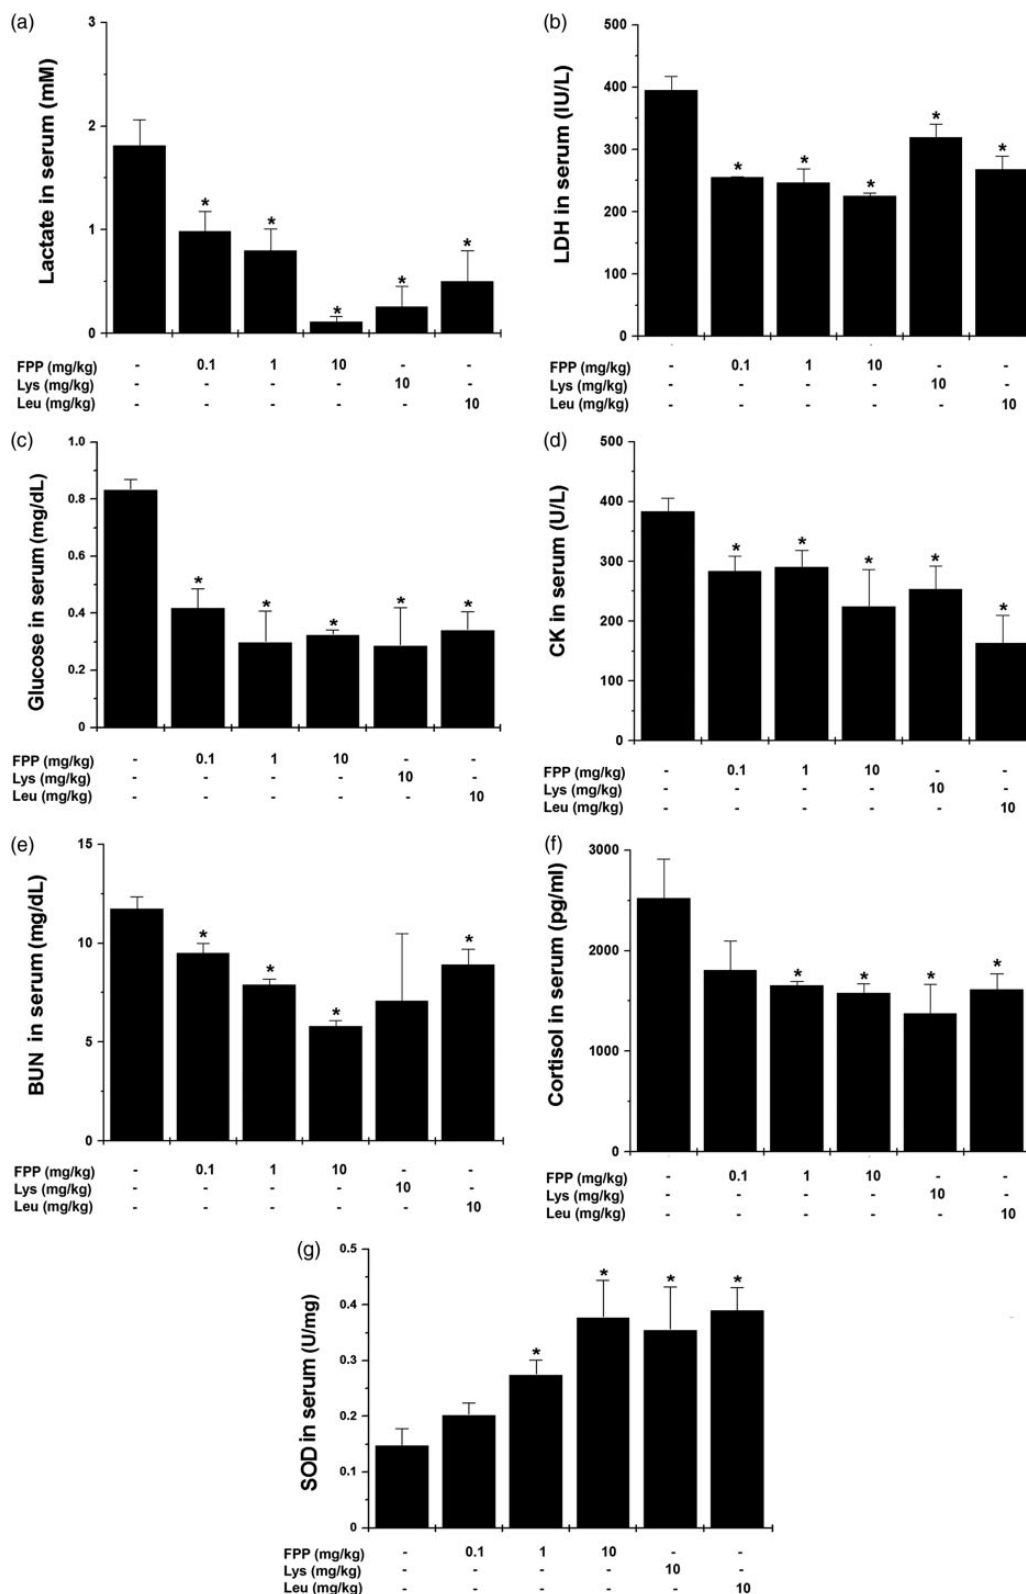 (a)
Lactate in serum (mM)
3
2
1
0
FPP (mg/kg) - 0.1 1 10 - -
Lys (mg/kg) - - - - 10 -
Leu (mg/kg) - - - - - 10
* * * * *
(b)
LDH in serum (IU/L)
500
400
300
200
100
0
FPP (mg/kg) - 0.1 1 10 - -
Lys (mg/kg) - - - - 10 -
Leu (mg/kg) - - - - - 10
* * * * *
(c)
Glucose in serum (mg/dL)
1.0
0.8
0.6
0.4
0.2
0
FPP (mg/kg) - 0.1 1 10 - -
Lys (mg/kg) - - - - 10 -
Leu (mg/kg) - - - - - 10
* * * * *
(d)
CK in serum (U/L)
500
400
300
200
100
0
FPP (mg/kg) - 0.1 1 10 - -
Lys (mg/kg) - - - - 10 -
Leu (mg/kg) - - - - - 10
* * * * *
(e)
BUN in serum (mg/dL)
15
10
5
0
FPP (mg/kg) - 0.1 1 10 - -
Lys (mg/kg) - - - - 10 -
Leu (mg/kg) - - - - - 10
* * * *
(f)
Cortisol in serum (pg/ml)
3000
2000
1000
0
FPP (mg/kg) - 0.1 1 10 - -
Lys (mg/kg) - - - - 10 -
Leu (mg/kg) - - - - - 10
* * * *
(g)
SOD in serum (U/mg)
0.5
0.4
0.3
0.2
0.1
0
FPP (mg/kg) - 0.1 1 10 - -
Lys (mg/kg) - - - - 10 -
Leu (mg/kg) - - - - - 10
* * * *